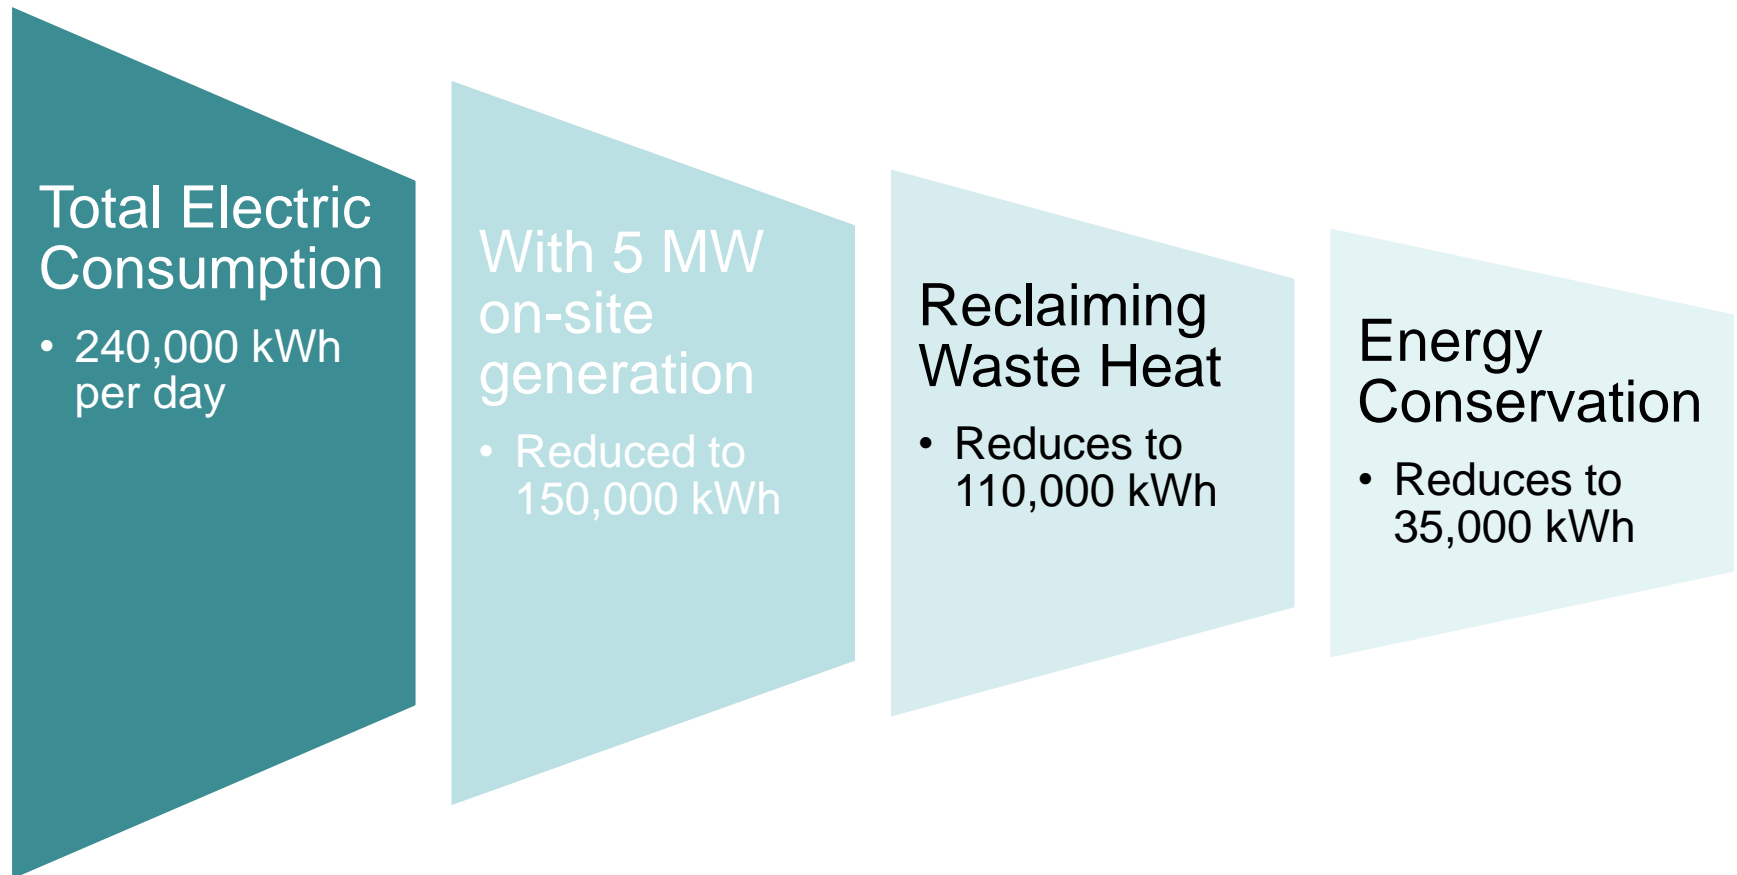 Total Electric
Consumption
• 240,000 kWh
per day
With 5 MW
on-site
generation
• Reduced to
150,000 kWh
Reclaiming
Waste Heat
• Reduces to
110,000 kWh
Energy
Conservation
• Reduces to
35,000 kWh